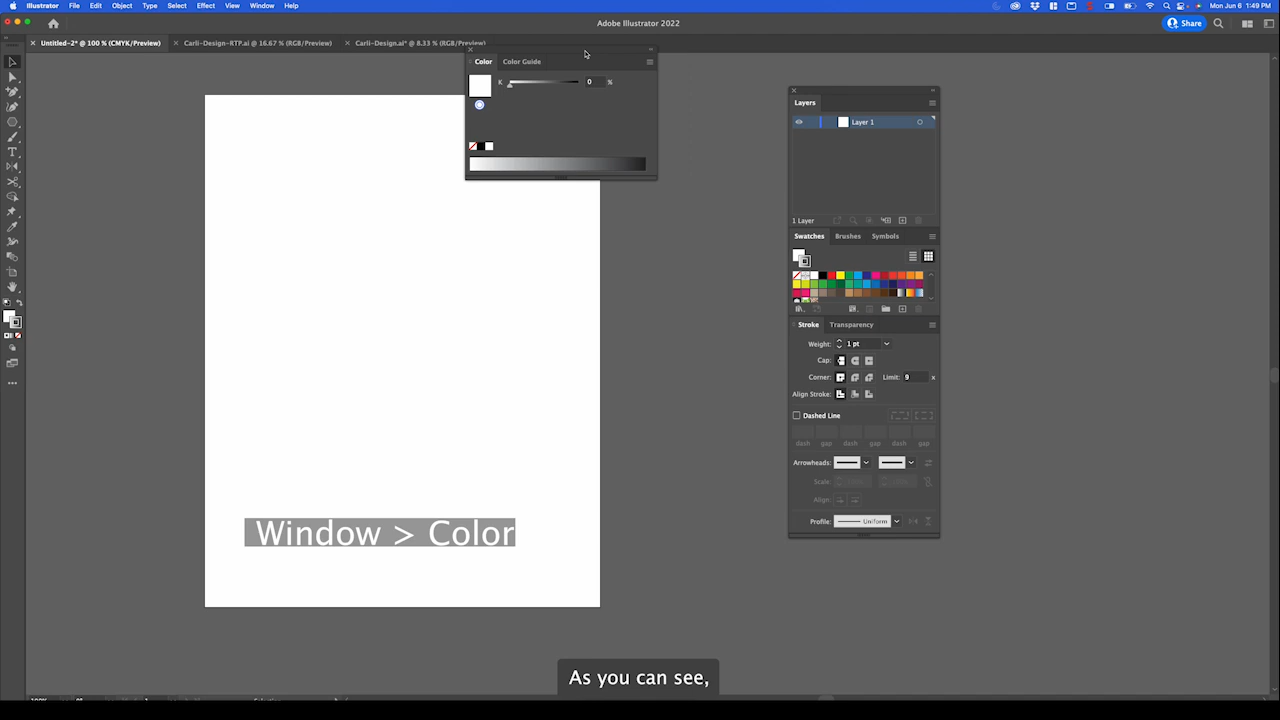 Illustrator File Edit Object Type Select Effect View Window Help
Mon Jun 6 1:49 PM
Adobe Illustrator 2022
Share
Untitled-2* @ 100 % (CMYK/Preview)
Carli-Design-RTP.ai @ 16.67 % (RGB/Preview)
Carli-Design.ai* @ 8.33 % (RGB/Preview)
Color Color Guide
K 0 %
Layers
Layer 1
1 Layer
Swatches Brushes Symbols
Stroke Transparency
Weight: 1 pt
Cap:
Corner: Limit: 9 x
Align Stroke:
Dashed Line
dash gap dash gap dash gap
Arrowheads:
Scale:
Align:
Profile: Uniform
Window > Color
As you can see,